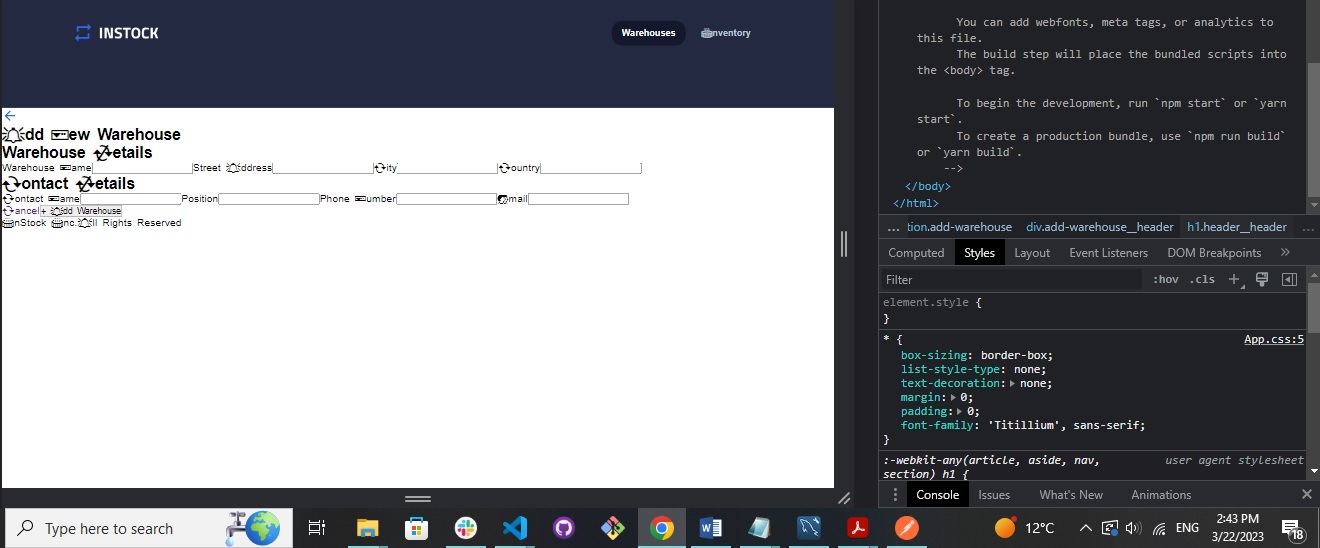 INSTOCK
Warehouses
nventory
dd ew Warehouse
Warehouse etails
Warehouse ame Street ddress ity ountry
ontact etails
ontact ame Position Phone umber mail
ancel + dd Warehouse
nStock nc. ll Rights Reserved
You can add webfonts, meta tags, or analytics to
this file.
The build step will place the bundled scripts into
the <body> tag.
To begin the development, run `npm start` or `yarn
start`.
To create a production bundle, use `npm run build`
or `yarn build`.
-->
</body>
</html>
... tion.add-warehouse div.add-warehouse__header h1.header__header ...
Computed Styles Layout Event Listeners DOM Breakpoints »
Filter :hov .cls +
element.style {
}
* { App.css:5
box-sizing: border-box;
list-style-type: none;
text-decoration: none;
margin: 0;
padding: 0;
font-family: 'Titillium', sans-serif;
}
:-webkit-any(article, aside, nav, user agent stylesheet
section) h1 {
Console Issues What's New Animations
Type here to search
12°C ENG 2:43 PM
3/22/2023
18